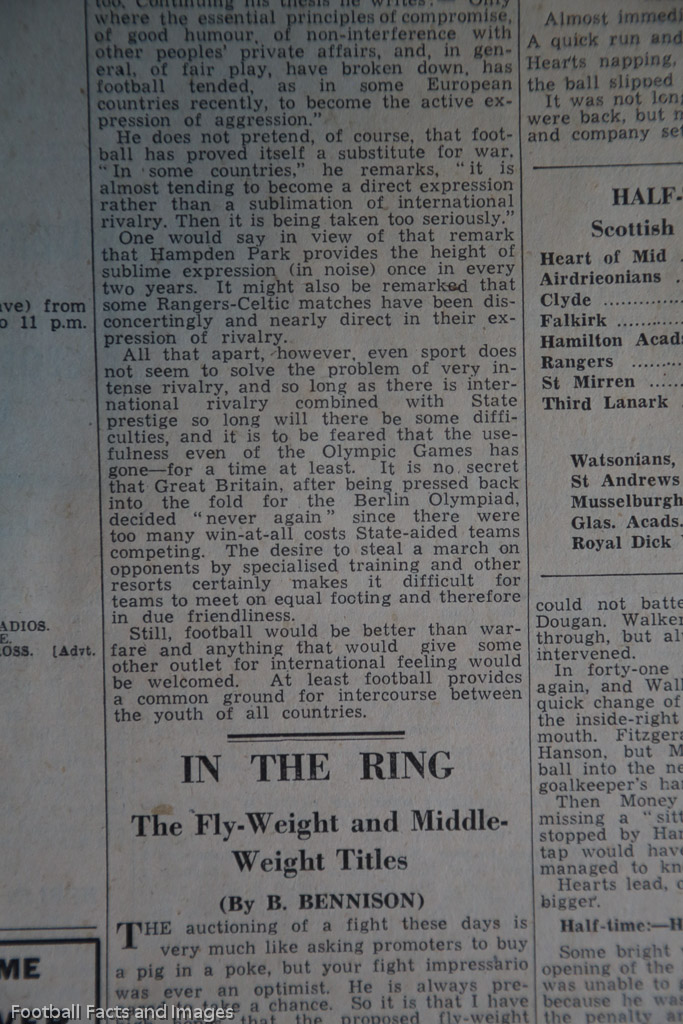 too. Continuing his thesis he writes:— "Only
where the essential principles of compromise,
of good humour, of non-interference with
other peoples' private affairs, and, in gen-
eral, of fair play, have broken down, has
football tended, as in some European
countries recently, to become the active ex-
pression of aggression."
He does not pretend, of course, that foot-
ball has proved itself a substitute for war.
"In some countries," he remarks, "it is
almost tending to become a direct expression
rather than a sublimation of international
rivalry. Then it is being taken too seriously."
One would say in view of that remark
that Hampden Park provides the height of
sublime expression (in noise) once in every
two years. It might also be remarked that
some Rangers-Celtic matches have been dis-
concertingly and nearly direct in their ex-
pression of rivalry.
All that apart, however, even sport does
not seem to solve the problem of very in-
tense rivalry, and so long as there is inter-
national rivalry combined with State
prestige so long will there be some diffi-
culties, and it is to be feared that the use-
fulness even of the Olympic Games has
gone—for a time at least. It is no secret
that Great Britain, after being pressed back
into the fold for the Berlin Olympiad,
decided "never again" since there were
too many win-at-all costs State-aided teams
competing. The desire to steal a march on
opponents by specialised training and other
resorts certainly makes it difficult for
teams to meet on equal footing and therefore
in due friendliness.
Still, football would be better than war-
fare and anything that would give some
other outlet for international feeling would
be welcomed. At least football provides
a common ground for intercourse between
the youth of all countries.
IN THE RING
The Fly-Weight and Middle-
Weight Titles
(By B. BENNISON)
THE auctioning of a fight these days is
very much like asking promoters to buy
a pig in a poke, but your fight impressario
was ever an optimist. He is always pre-
to take a chance. So it is that I have
that the proposed fly-weight
ve) from
o 11 p.m.
ADIOS.
E.
OSS. [Advt.
ME
Almost immedi
A quick run and
Hearts napping,
the ball slipped
It was not long
were back, but
and company set
HALF-
Scottish
Heart of Mid
Airdrieonians
Clyde
Falkirk
Hamilton Acad
Rangers
St Mirren
Third Lanark
Watsonians,
St Andrews
Musselburgh
Glas. Acads.
Royal Dick
could not batte
Dougan. Walker
through, but al
intervened.
In forty-one
again, and Wal
quick change of
the inside-right
mouth. Fitzgera
Hanson, but M
ball into the ne
goalkeeper's ha
Then Money
missing a "sitt
stopped by Har
tap would have
managed to kn
Hearts lead, c
bigger.
Half-time:—H
Some bright
opening of the
was unable to
because he was
the penalty ar
Football Facts and Images